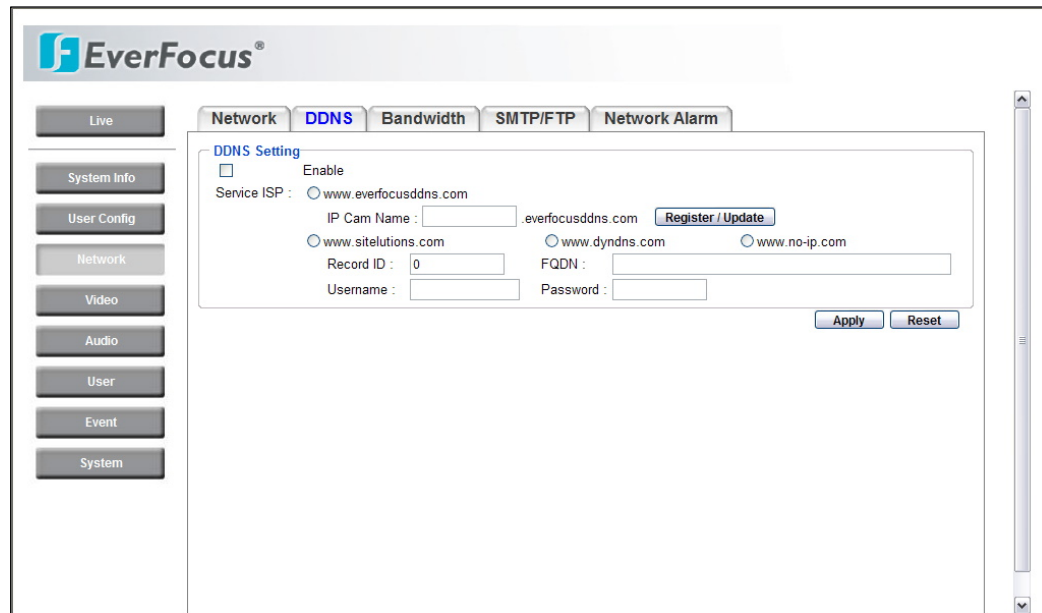 EverFocus®
Live
System Info
User Config
Network
Video
Audio
User
Event
System
Network DDNS Bandwidth SMTP/FTP Network Alarm
DDNS Setting
Enable
Service ISP : www.everfocusddns.com
IP Cam Name : .everfocusddns.com Register / Update
www.sitelutions.com www.dyndns.com www.no-ip.com
Record ID : 0 FQDN :
Username : Password :
Apply Reset